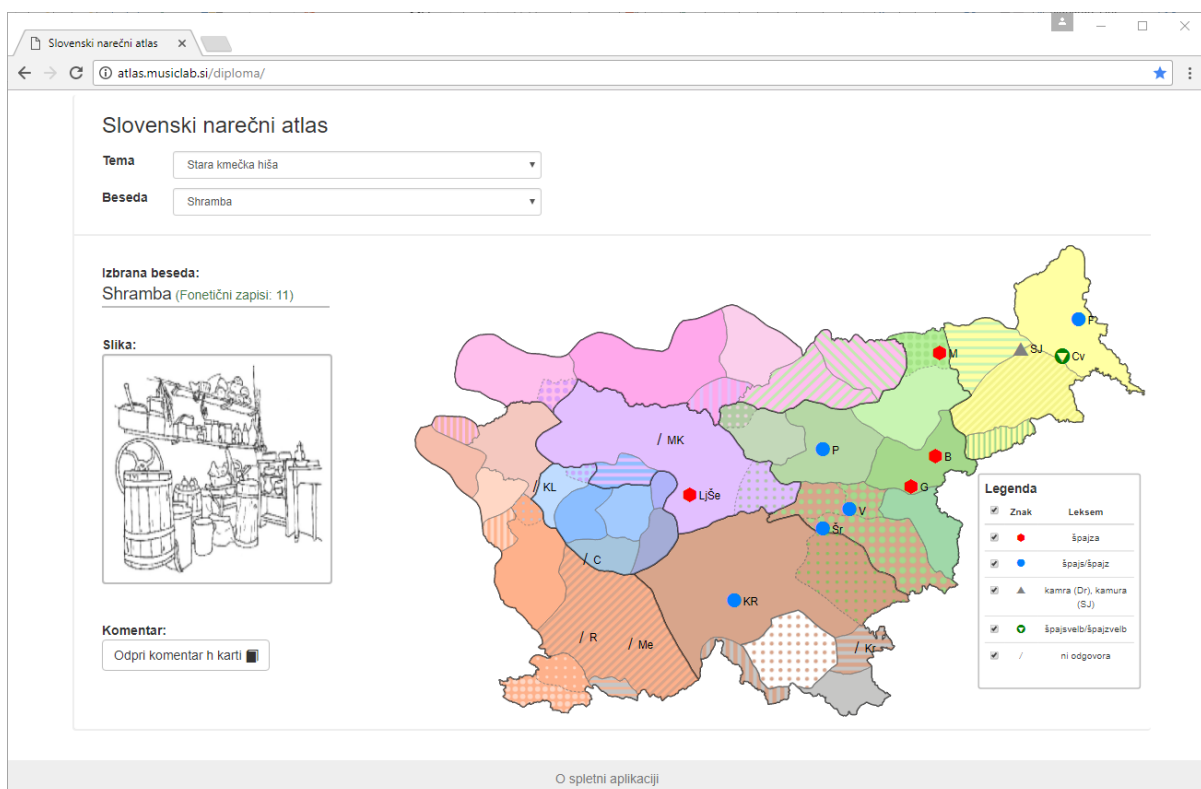 Slovenski narečni atlas
atlas.musiclab.si/diploma/
Slovenski narečni atlas
Tema
Stara kmečka hiša
Beseda
Shramba
Izbrana beseda:
Shramba (Fonetični zapisi: 11)
Slika:
Komentar:
Odpri komentar h karti
F
M
SJ
Cv
/ MK
P
B
/ KL
LjŠe
G
V
Šr
/ C
KR
/ R
/ Me
/ Kr
Legenda
Znak Leksem
špajza
špajs/špajz
kamra (Dr), kamura
(SJ)
špajsvelb/špajzvelb
/ ni odgovora
O spletni aplikaciji